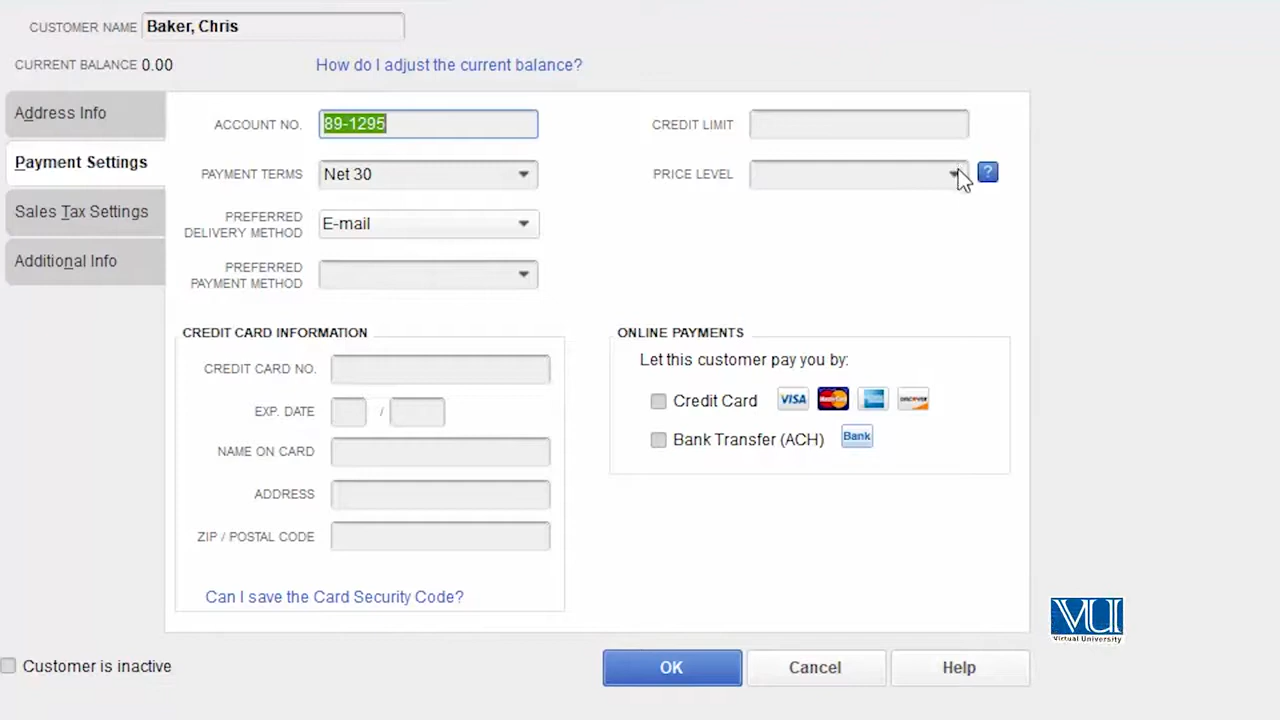 CUSTOMER NAME Baker, Chris
CURRENT BALANCE 0.00 How do I adjust the current balance?
Address Info
Payment Settings
Sales Tax Settings
Additional Info
ACCOUNT NO. 89-1295
PAYMENT TERMS Net 30
PREFERRED
DELIVERY METHOD E-mail
PREFERRED
PAYMENT METHOD
CREDIT LIMIT
PRICE LEVEL ?
CREDIT CARD INFORMATION
CREDIT CARD NO.
EXP. DATE /
NAME ON CARD
ADDRESS
ZIP / POSTAL CODE
Can I save the Card Security Code?
ONLINE PAYMENTS
Let this customer pay you by:
Credit Card VISA MasterCard DISCOVER
Bank Transfer (ACH) Bank
VU
Virtual University
Customer is inactive
OK Cancel Help